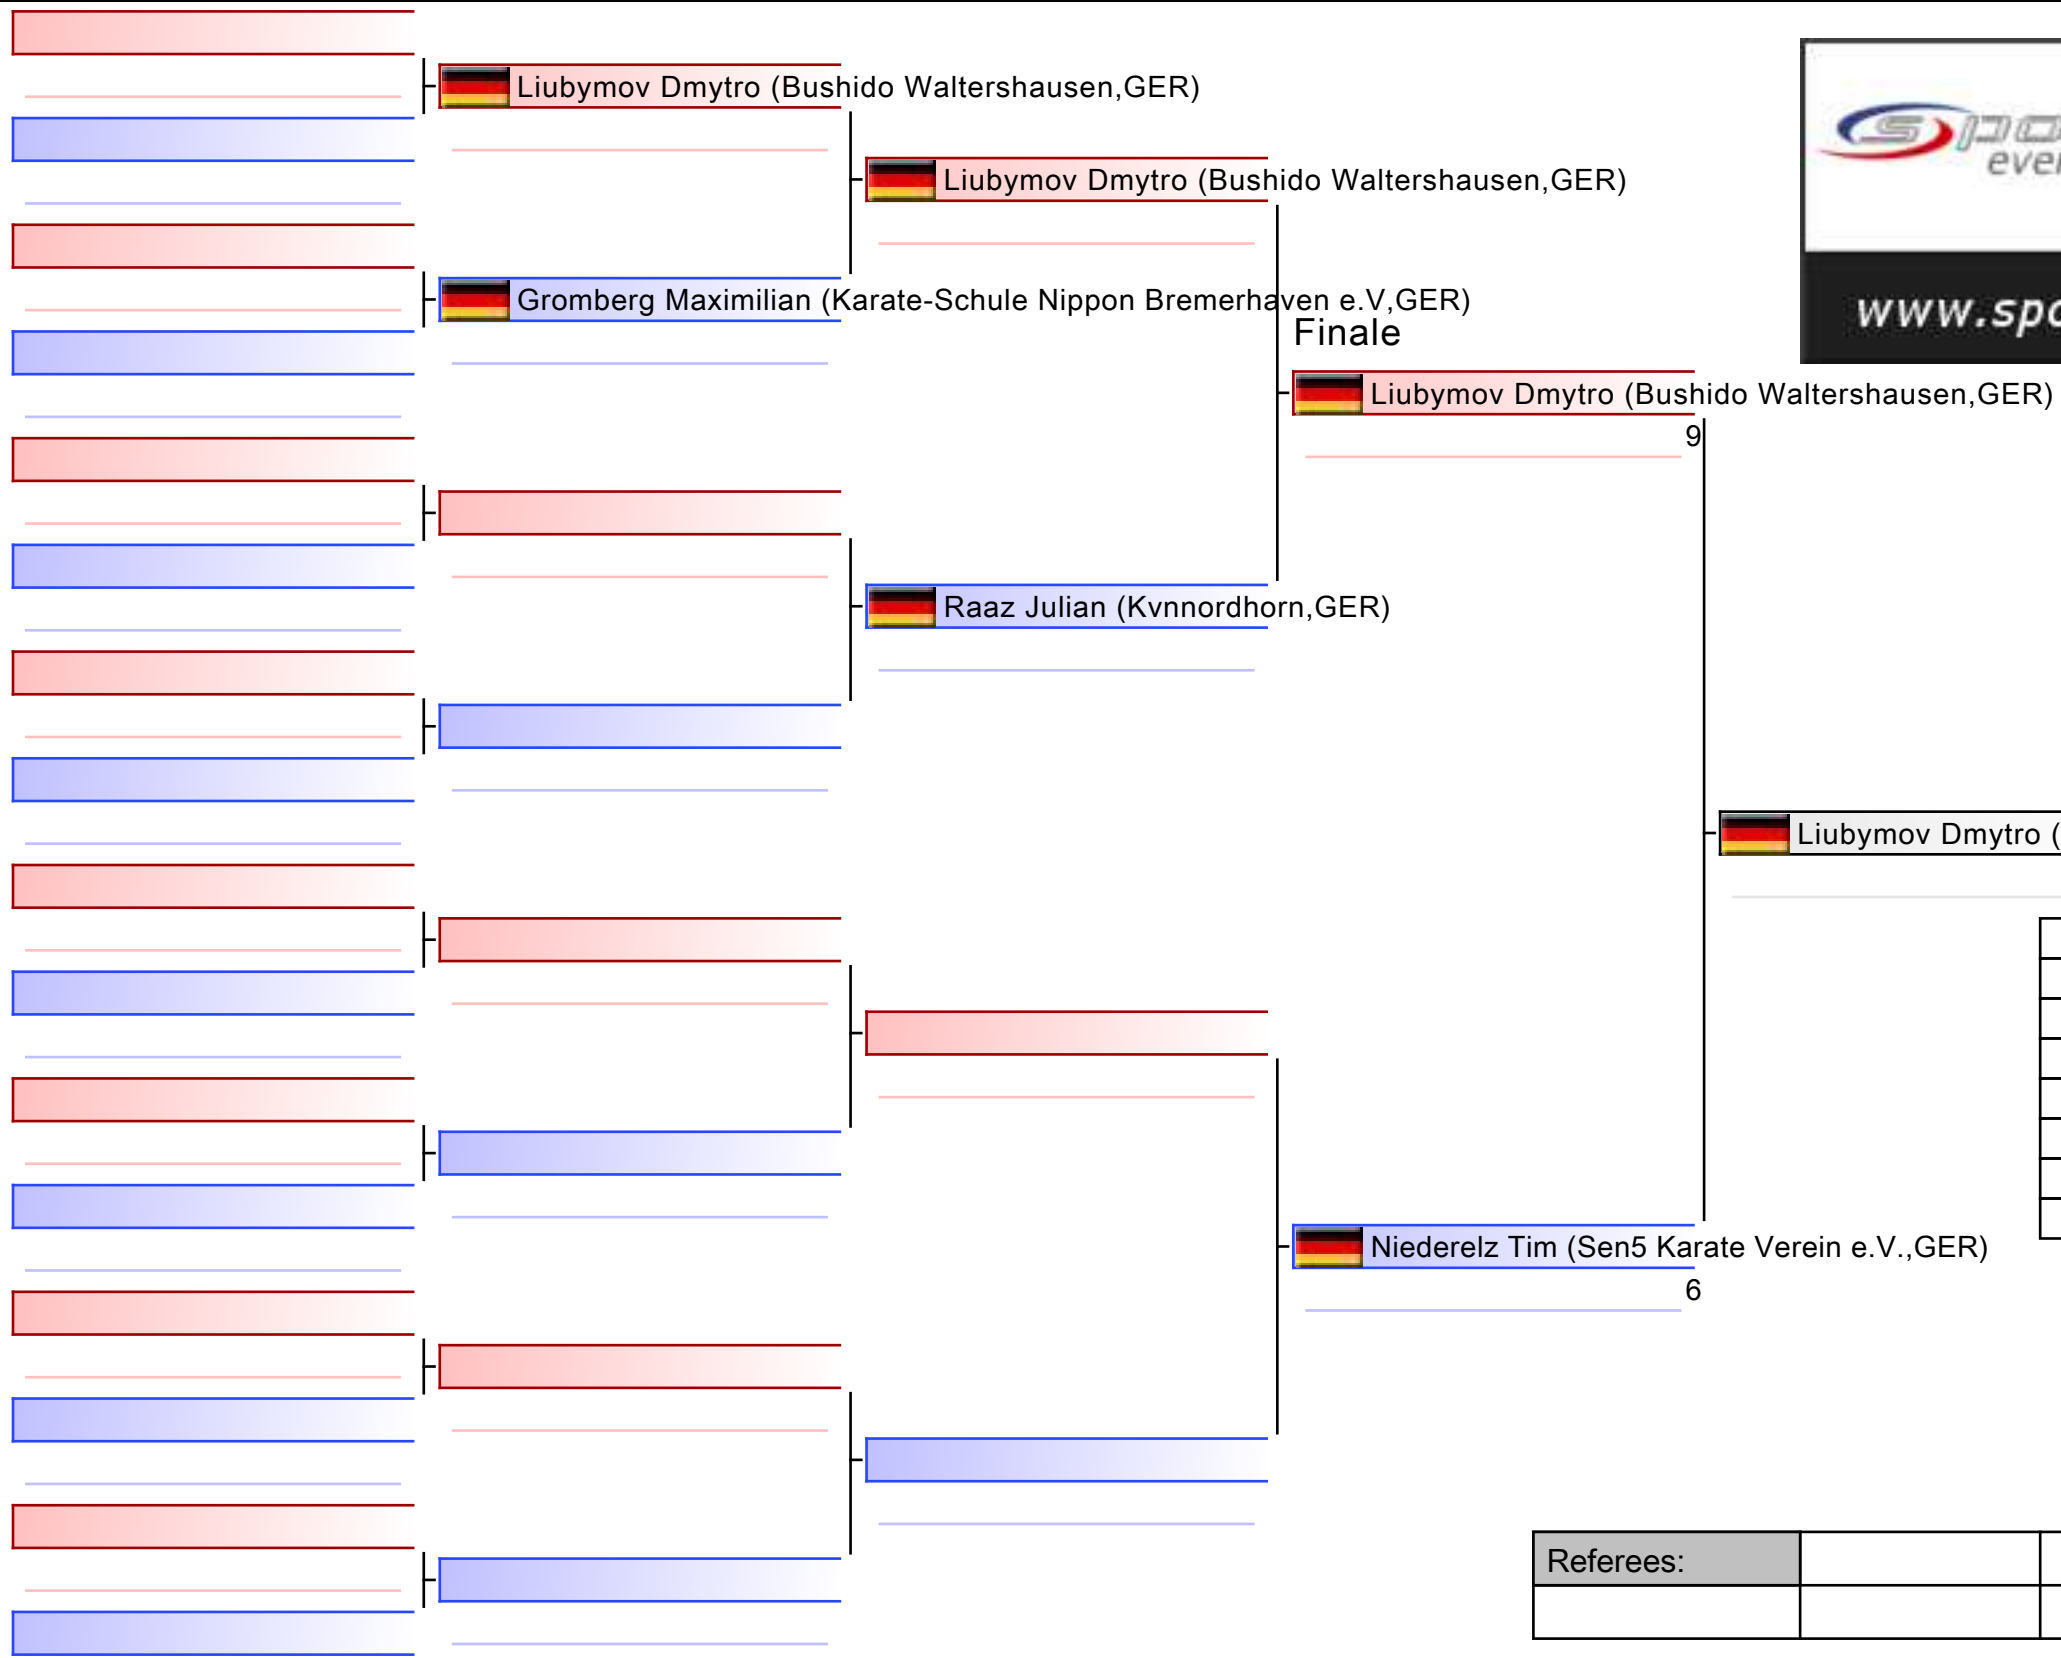 Liubymov Dmytro (Bushido Waltershausen,GER)
Liubymov Dmytro (Bushido Waltershausen,GER)
Gromberg Maximilian (Karate-Schule Nippon Bremerhaven e.V,GER)
Finale
www.spo
Liubymov Dmytro (Bushido Waltershausen,GER)
9
Raaz Julian (Kvnnordhorn,GER)
Liubymov Dmytro (
Niederelz Tim (Sen5 Karate Verein e.V.,GER)
6
Referees: